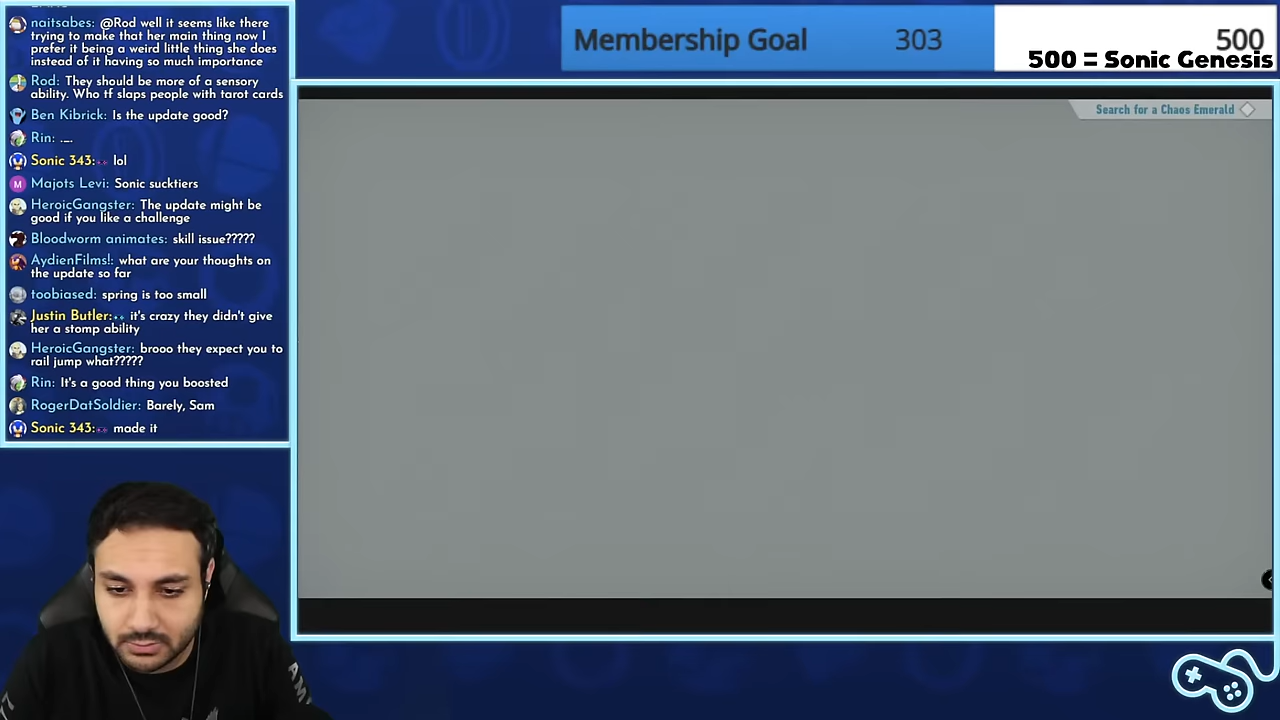 naitsabes: @Rod well it seems like there
trying to make that her main thing now I
prefer it being a weird little thing she does
instead of it having so much importance
Rod: They should be more of a sensory
ability. Who tf slaps people with tarot cards
Ben Kibrick: Is the update good?
Rin: ._.
Sonic 343: lol
M Majots Levi: Sonic sucktiers
HeroicGangster: The update might be
good if you like a challenge
Bloodworm animates: skill issue?????
AydienFilms!: what are your thoughts on
the update so far
toobiased: spring is too small
Justin Butler: it's crazy they didn't give
her a stomp ability
HeroicGangster: brooo they expect you to
rail jump what?????
Rin: It's a good thing you boosted
RogerDatSoldier: Barely, Sam
Sonic 343: made it
Membership Goal 303 500
500 = Sonic Genesis
Search for a Chaos Emerald